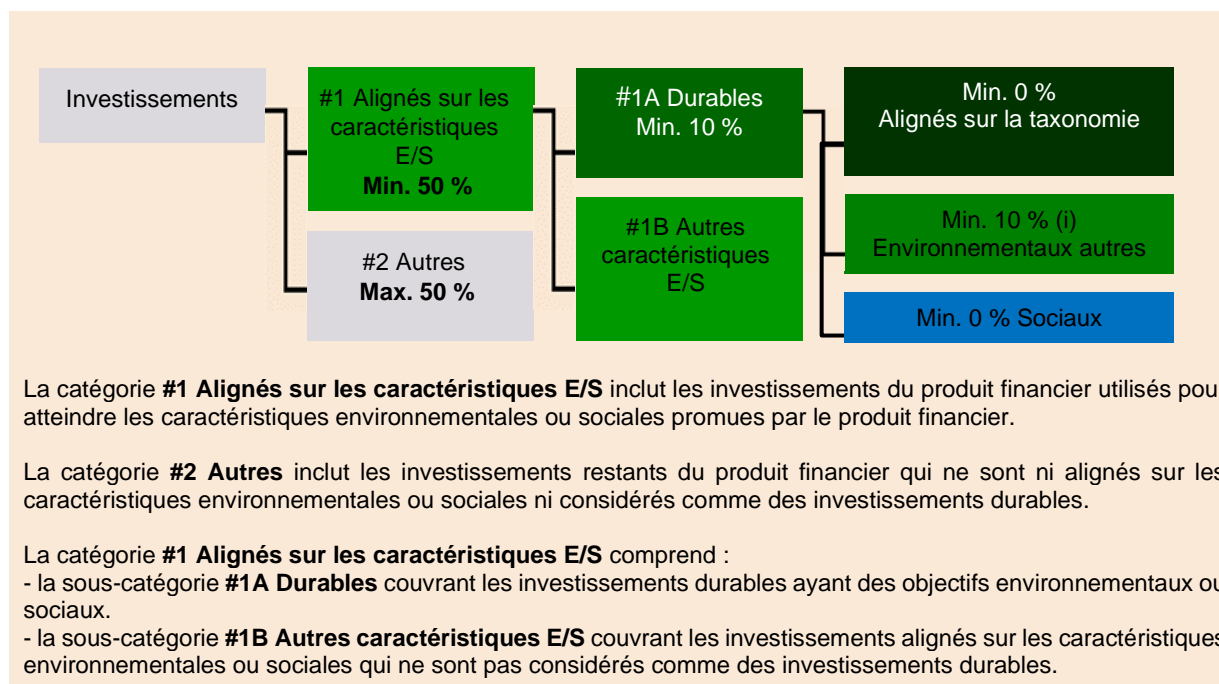 Investissements
#1 Alignés sur les
caractéristiques
E/S
Min. 50 %
#2 Autres
Max. 50 %
#1A Durables
Min. 10 %
#1B Autres
caractéristiques
E/S
Min. 0 %
Alignés sur la taxonomie
Min. 10 % (i)
Environnementaux autres
Min. 0 % Sociaux
La catégorie #1 Alignés sur les caractéristiques E/S inclut les investissements du produit financier utilisés pou
atteindre les caractéristiques environnementales ou sociales promues par le produit financier.
La catégorie #2 Autres inclut les investissements restants du produit financier qui ne sont ni alignés sur les
caractéristiques environnementales ou sociales ni considérés comme des investissements durables.
La catégorie #1 Alignés sur les caractéristiques E/S comprend :
- la sous-catégorie #1A Durables couvrant les investissements durables ayant des objectifs environnementaux ou
sociaux.
- la sous-catégorie #1B Autres caractéristiques E/S couvrant les investissements alignés sur les caractéristiques
environnementales ou sociales qui ne sont pas considérés comme des investissements durables.